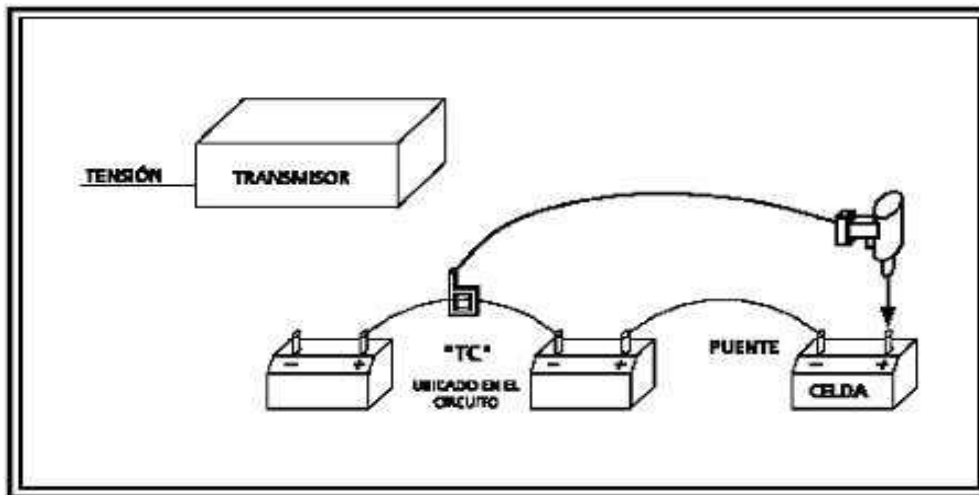 TENSIÓN
TRANSMISOR
"TC"
UBICADO EN EL
CIRCUITO
PUENTE
- +
- +
- +
CELDA